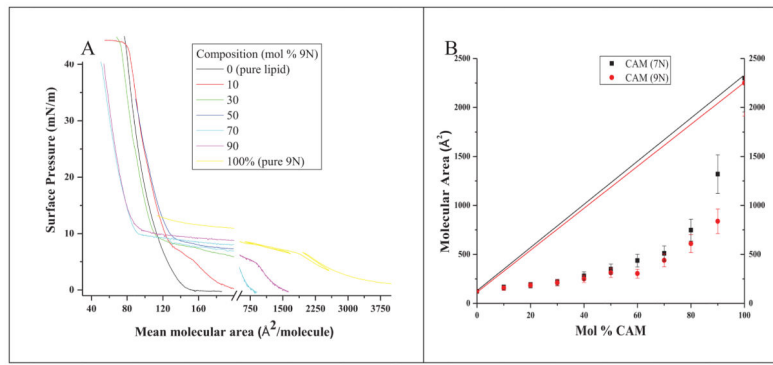 A
Composition (mol % 9N)
0 (pure lipid)
10
30
50
70
90
100% (pure 9N)
Surface Pressure (mN/m)
40
30
20
10
0
40 80 120 160 750 1500 2250 3000 3750
Mean molecular area (Å²/molecule)
B
CAM (7N)
CAM (9N)
Molecular Area (Å²)
2500 2500
2000 2000
1500 1500
1000 1000
500 500
0 0
0 20 40 60 80 100
Mol % CAM